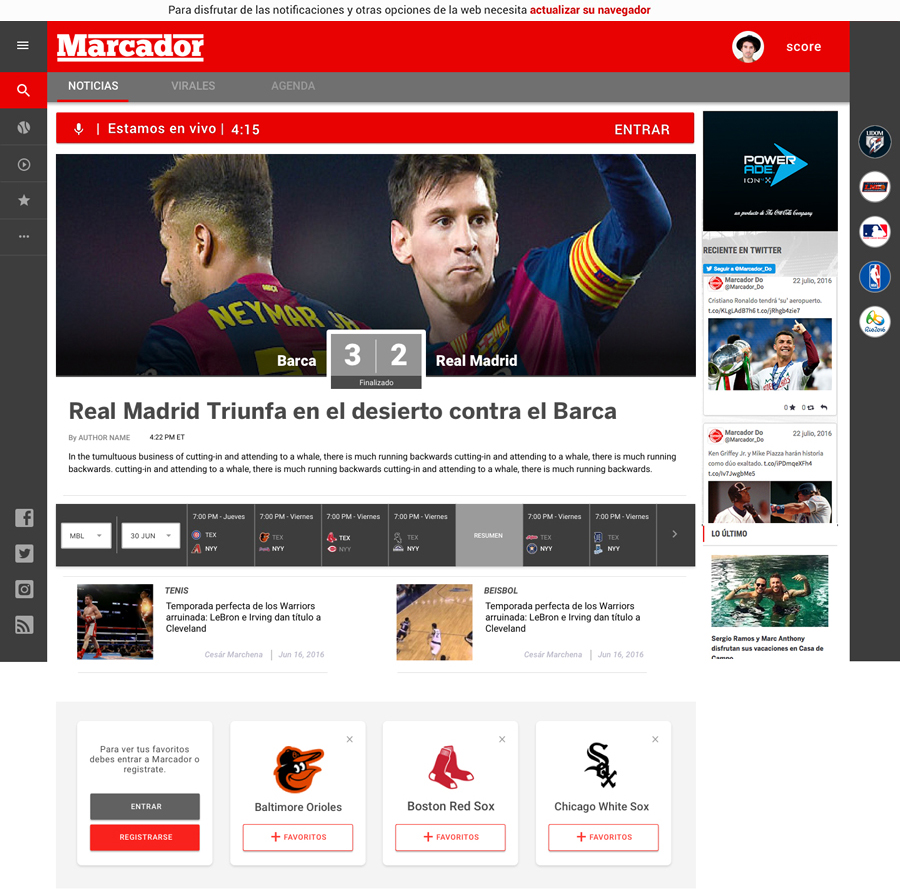 Para disfrutar de las notificaciones y otras opciones de la web necesita actualizar su navegador
Marcador
score
NOTICIAS
VIRALES
AGENDA
| Estamos en vivo | 4:15
ENTRAR
NEYMAR JR
Barca
3 2
Real Madrid
Finalizado
Real Madrid Triunfa en el desierto contra el Barca
By AUTHOR NAME
4:22 PM ET
In the tumultuous business of cutting-in and attending to a whale, there is much running backwards cutting-in and attending to a whale, there is much running
backwards. cutting-in and attending to a whale, there is much running backwards cutting-in and attending to a whale, there is much running backwards.
MBL
30 JUN
7:00 PM - Jueves
TEX
NYY
7:00 PM - Viernes
TEX
NYY
7:00 PM - Viernes
TEX
NYY
7:00 PM - Viernes
TEX
NYY
RESUMEN
7:00 PM - Viernes
TEX
NYY
7:00 PM - Viernes
TEX
NYY
TENIS
Temporada perfecta de los Warriors
arruinada: LeBron e Irving dan título a
Cleveland
Cesár Marchena | Jun 16, 2016
BEISBOL
Temporada perfecta de los Warriors
arruinada: LeBron e Irving dan título a
Cleveland
Cesár Marchena | Jun 16, 2016
POWER
ADE
ION
un producto de The Coca-Cola Company
RECIENTE EN TWITTER
Seguir a @Marcador_Do
Marcador Do
@Marcador_Do
22 julio, 2016
Cristiano Ronaldo tendrá 'su' aeropuerto.
t.co/KLgLAdB7h6 t.co/jRhgb4zie7
0 0
Marcador Do
@Marcador_Do
22 julio, 2016
Ken Griffey Jr. y Mike Piazza harán historia
como dúo exaltado. t.co/iPDmqeXFh4
t.co/Iv7JwgbMe5
LO ÚLTIMO
Sergio Ramos y Marc Anthony
disfrutan sus vacaciones en Casa de
Campo
LIDOM
Rio2016
Para ver tus favoritos
debes entrar a Marcador o
registrate.
ENTRAR
REGISTRARSE
Baltimore Orioles
+ FAVORITOS
Boston Red Sox
+ FAVORITOS
Chicago White Sox
+ FAVORITOS